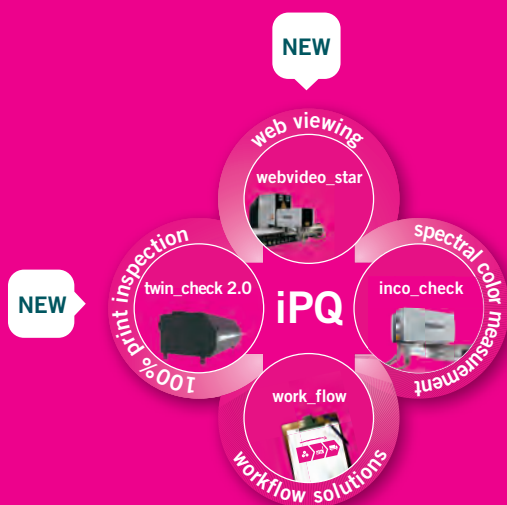 NEW
web viewing
webvideo_star
100% print inspection
twin_check 2.0
NEW
iPQ
spectral color measurement
inco_check
work_flow
workflow solutions